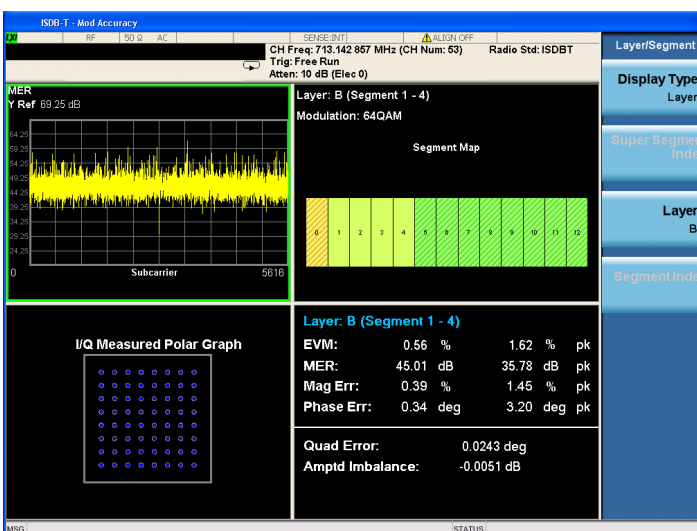 ISDB-T - Mod Accuracy
LXI RF 50 Ω AC SENSE:INT ALIGN OFF
CH Freq: 713.142 857 MHz (CH Num: 53) Radio Std: ISDBT
Trig: Free Run
Atten: 10 dB (Elec 0)
Layer/Segment
Display Type
Layer
Super Segme
Inde
Layer
B
Segment Inde
MER
Y Ref 69.25 dB
64.25
59.25
54.25
49.25
44.25
39.25
34.25
29.25
24.25
0 Subcarrier 5616
Layer: B (Segment 1 - 4)
Modulation: 64QAM
Segment Map
0 1 2 3 4 5 6 7 8 9 10 11 12
I/Q Measured Polar Graph
Layer: B (Segment 1 - 4)
EVM: 0.56 % 1.62 % pk
MER: 45.01 dB 35.78 dB pk
Mag Err: 0.39 % 1.45 % pk
Phase Err: 0.34 deg 3.20 deg pk
Quad Error: 0.0243 deg
Amptd Imbalance: -0.0051 dB
MSG STATUS